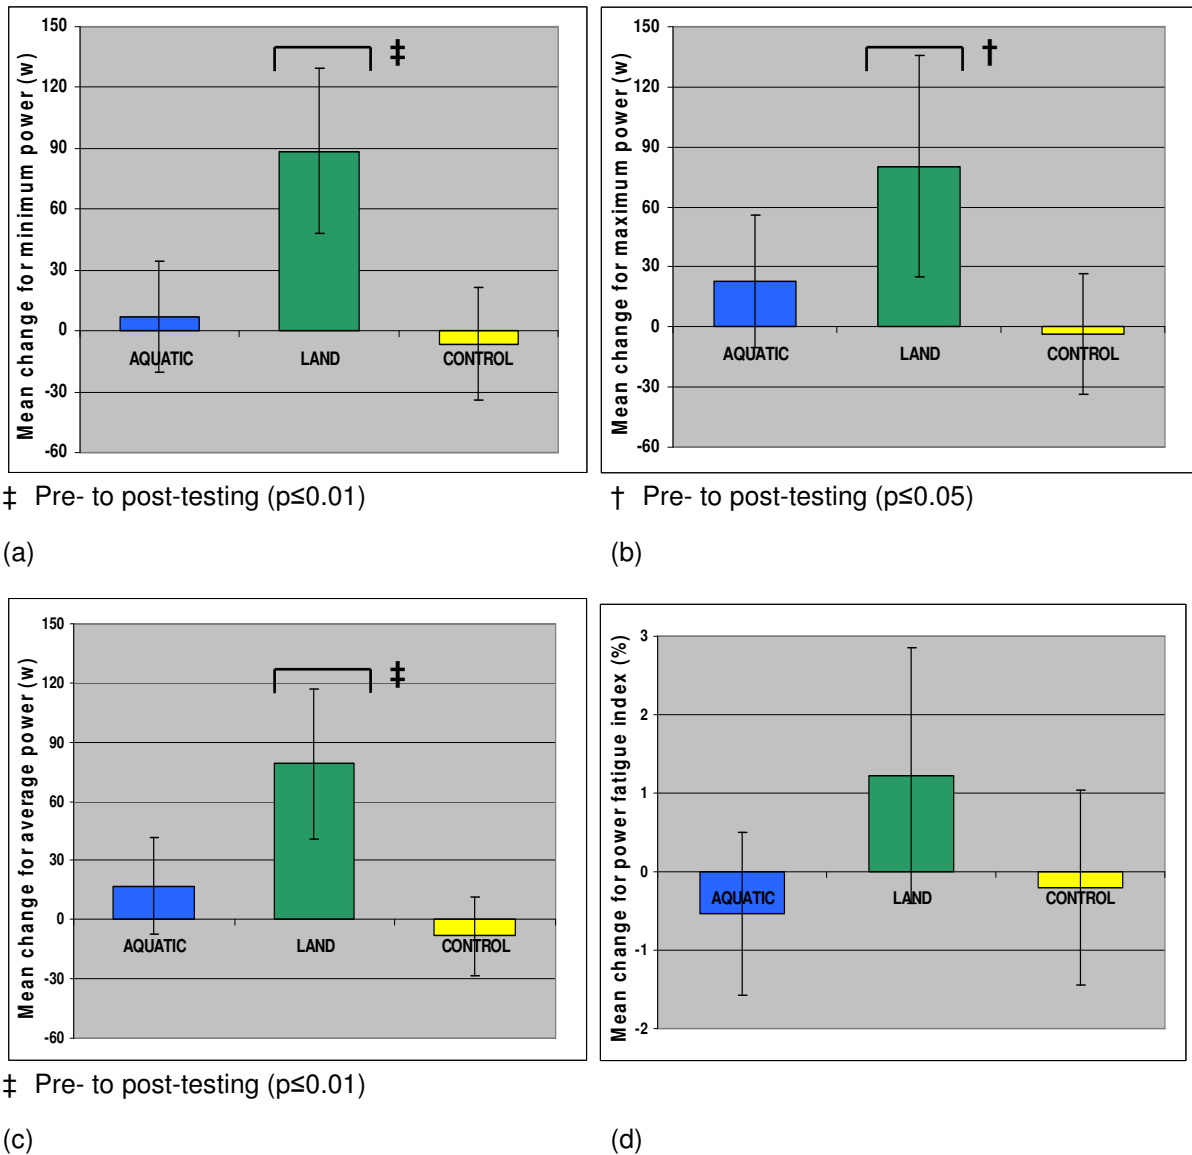 Mean change for minimum power (w)
150
120
90
60
30
0
-30
-60
‡
AQUATIC LAND CONTROL
‡ Pre- to post-testing (p≤0.01)
(a)
Mean change for maximum power (w)
150
120
90
60
30
0
-30
-60
†
AQUATIC LAND CONTROL
† Pre- to post-testing (p≤0.05)
(b)
Mean change for average power (w)
150
120
90
60
30
0
-30
-60
‡
AQUATIC LAND CONTROL
‡ Pre- to post-testing (p≤0.01)
(c)
Mean change for power fatigue index (%)
3
2
1
0
-1
-2
AQUATIC LAND CONTROL
(d)